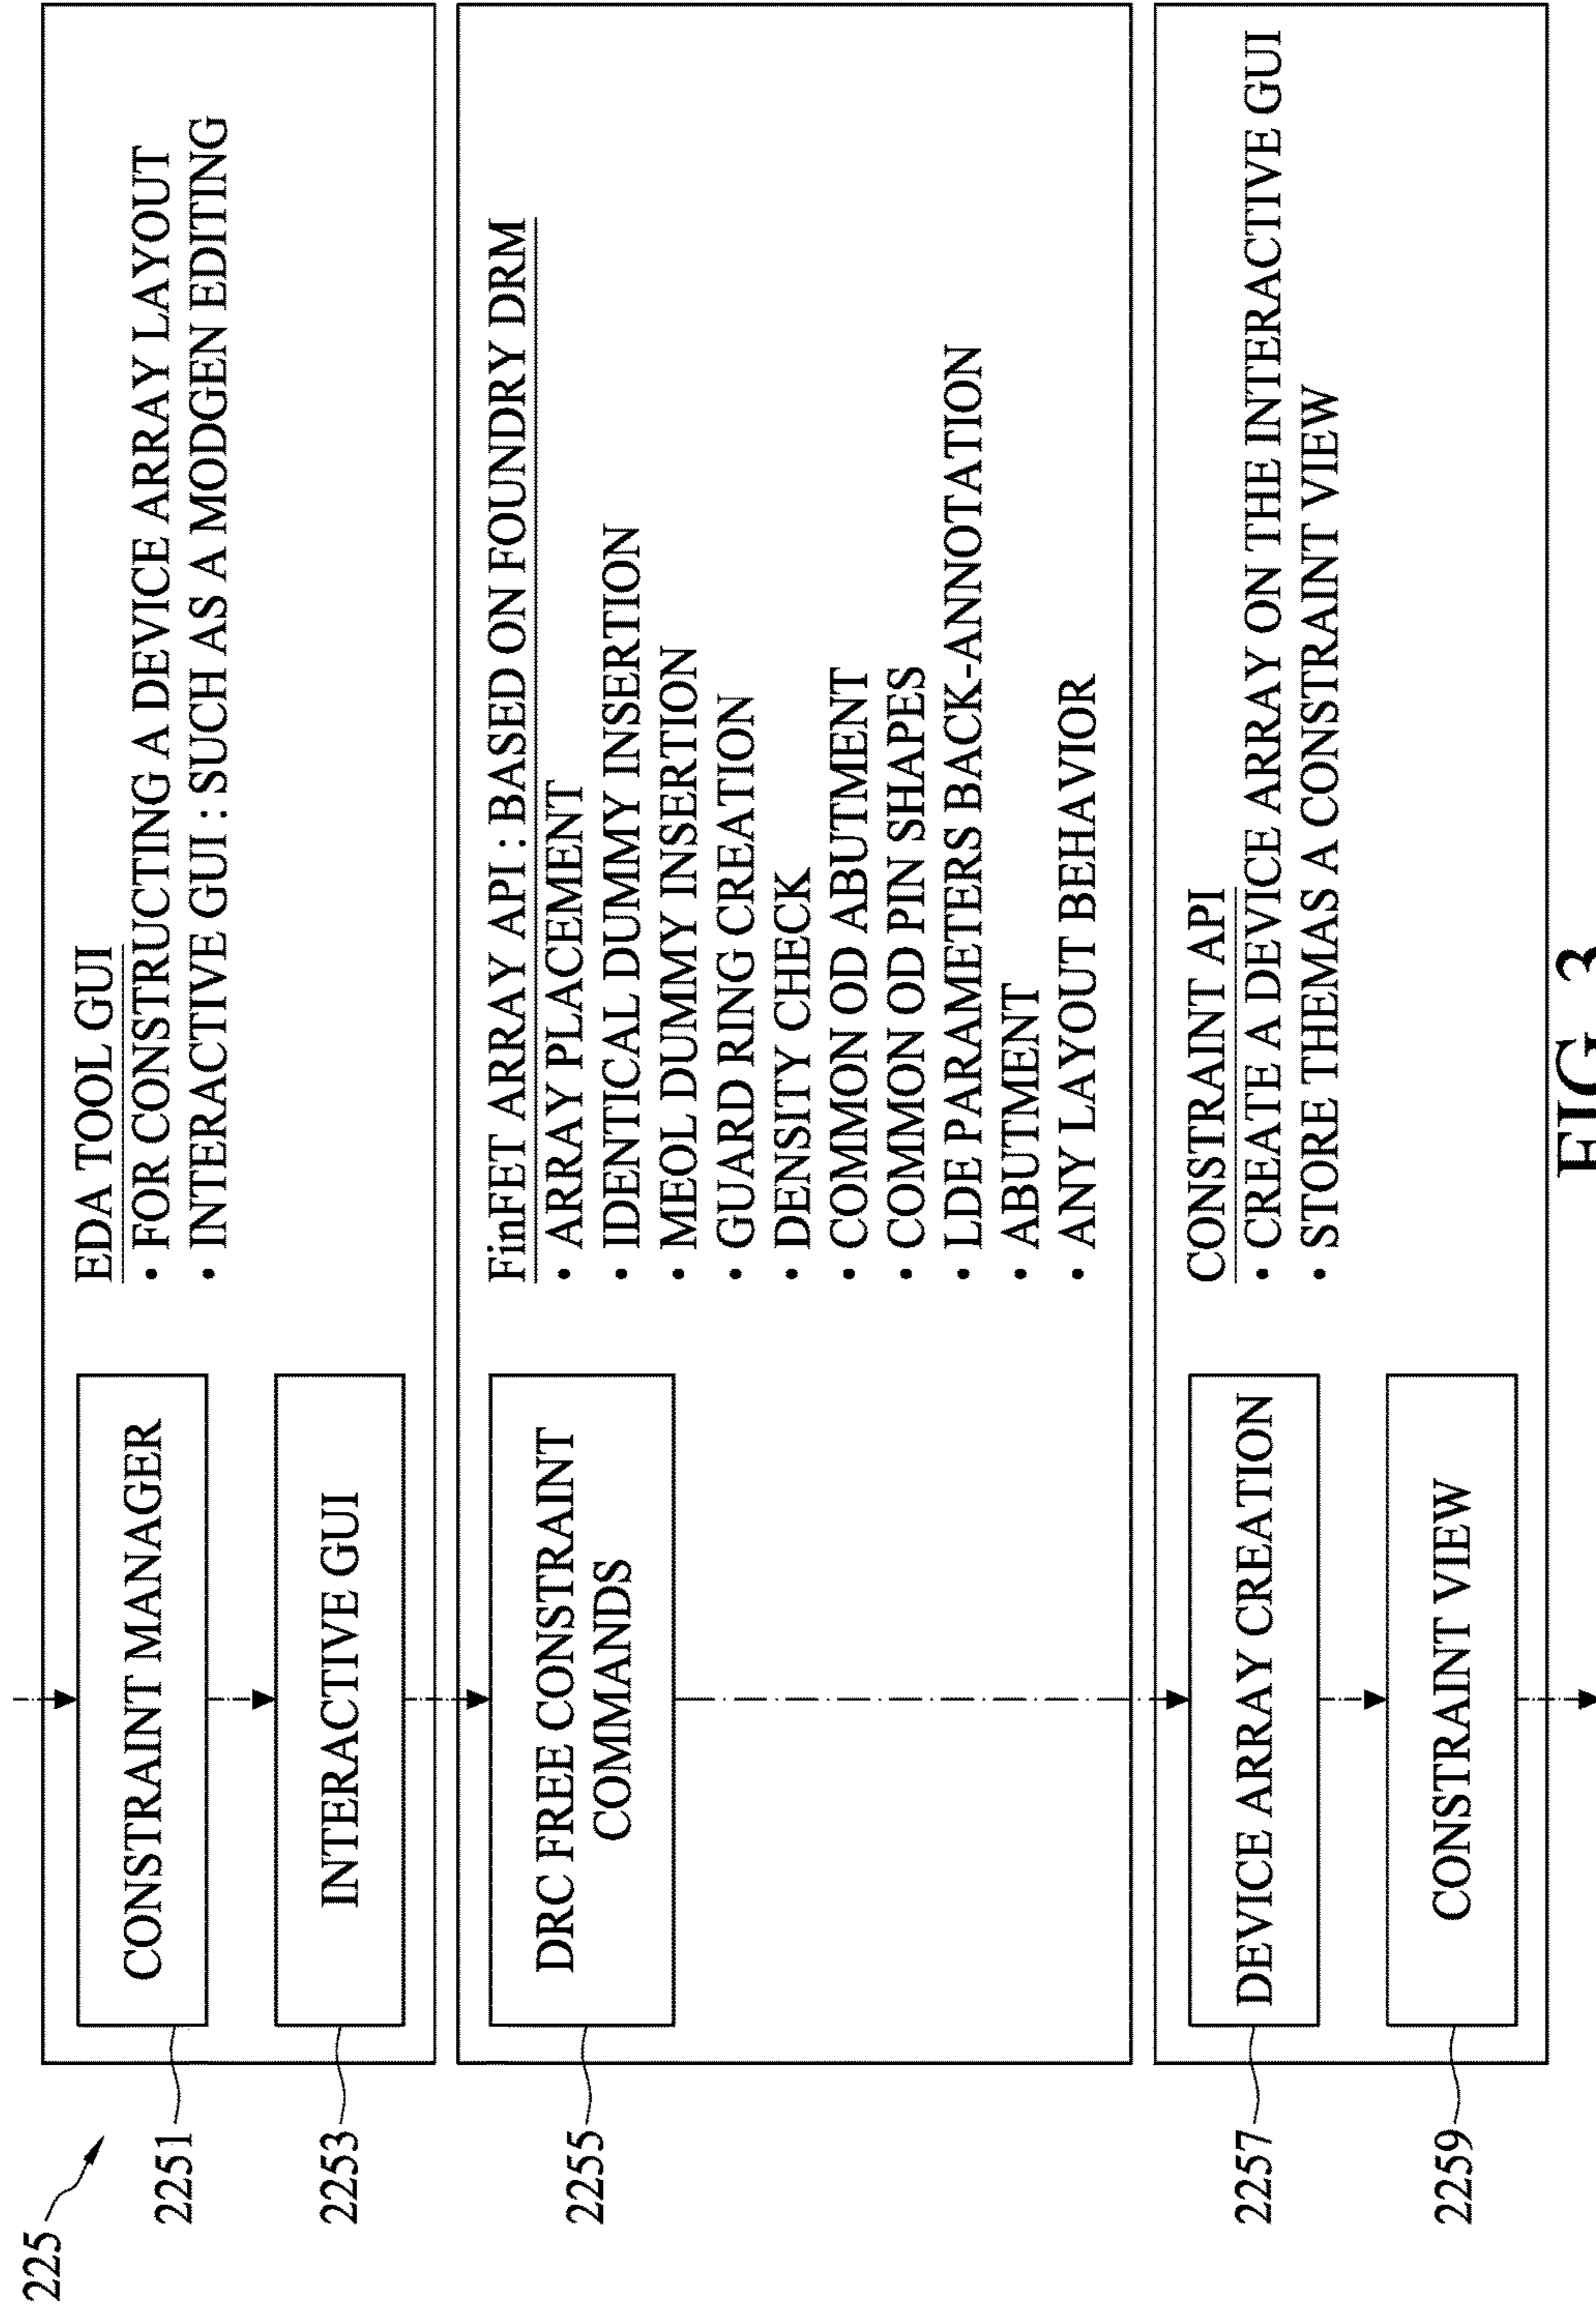 225
2251
CONSTRAINT MANAGER
EDA TOOL GUI
• FOR CONSTRUCTING A DEVICE ARRAY LAYOUT
• INTERACTIVE GUI : SUCH AS A MODGEN EDITING
2253
INTERACTIVE GUI
2255
DRC FREE CONSTRAINT
COMMANDS
FinFET ARRAY API : BASED ON FOUNDRY DRM
• ARRAY PLACEMENT
• IDENTICAL DUMMY INSERTION
• MEOL DUMMY INSERTION
• GUARD RING CREATION
• DENSITY CHECK
• COMMON OD ABUTMENT
• COMMON OD PIN SHAPES
• LDE PARAMETERS BACK-ANNOTATION
• ABUTMENT
• ANY LAYOUT BEHAVIOR
2257
DEVICE ARRAY CREATION
CONSTRAINT API
• CREATE A DEVICE ARRAY ON THE INTERACTIVE GUI
• STORE THEMAS A CONSTRAINT VIEW
2259
CONSTRAINT VIEW
FIG 3